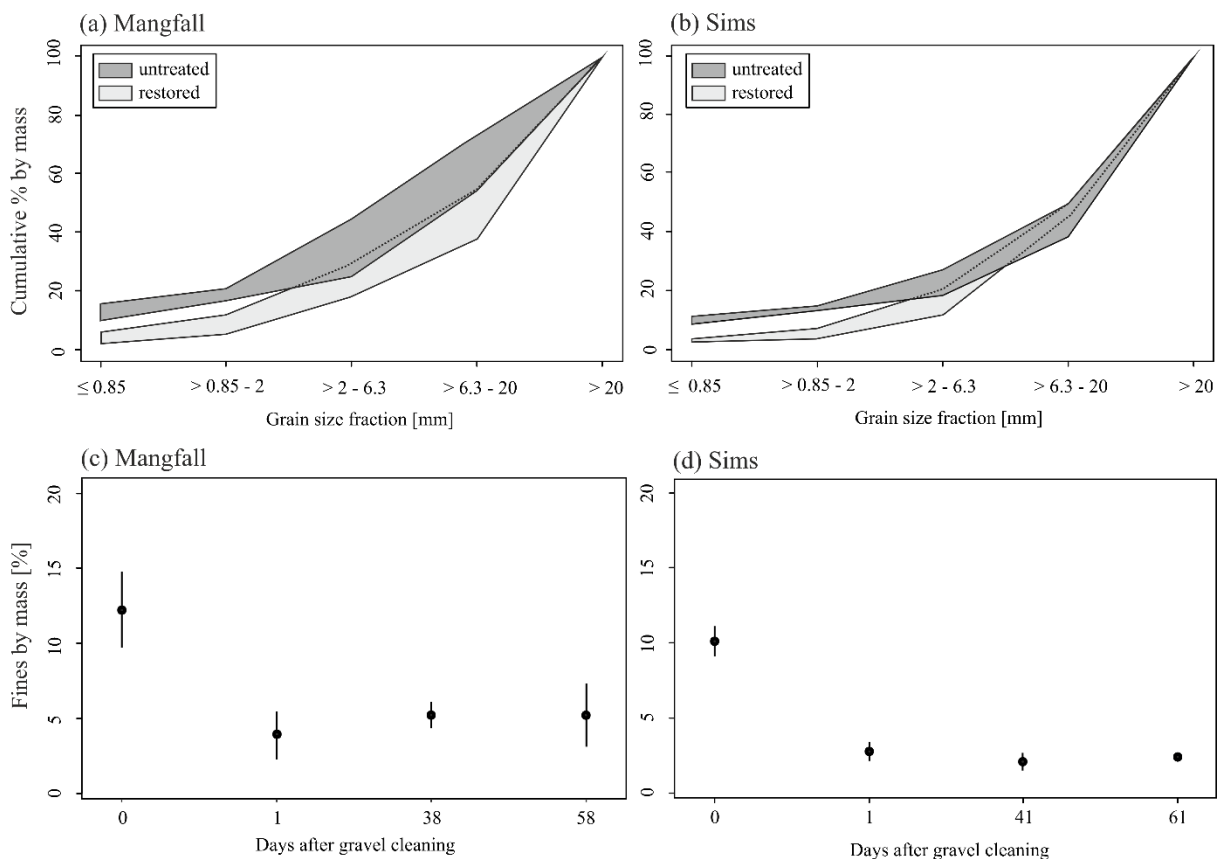 (a) Mangfall
(b) Sims
Cumulative % by mass
100
80
60
40
20
0
untreated
restored
≤ 0.85
> 0.85 - 2
> 2 - 6.3
> 6.3 - 20
> 20
Grain size fraction [mm]
100
80
60
40
20
0
untreated
restored
≤ 0.85
> 0.85 - 2
> 2 - 6.3
> 6.3 - 20
> 20
Grain size fraction [mm]
(c) Mangfall
(d) Sims
Fines by mass [%]
20
15
10
5
0
0
1
38
58
Days after gravel cleaning
20
15
10
5
0
0
1
41
61
Days after gravel cleaning